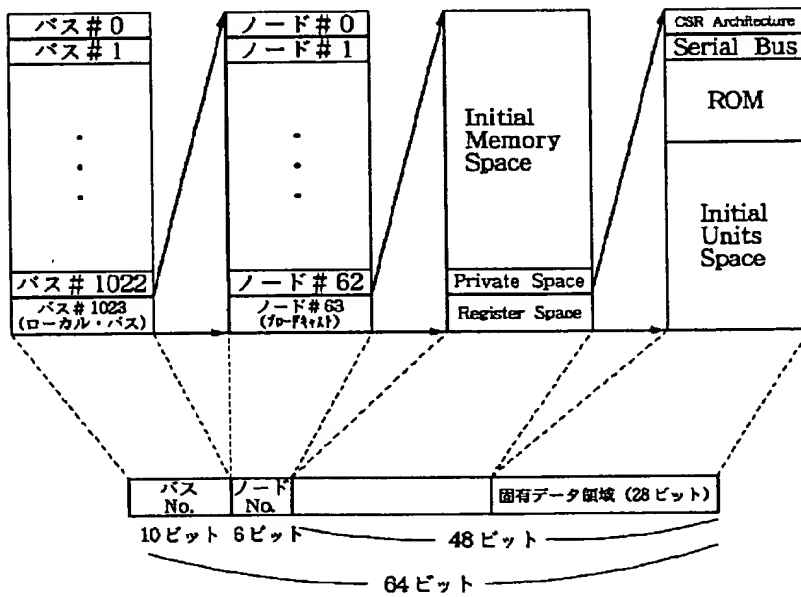 バス# 0
バス# 1
バス# 1022
バス# 1023
(ローカル・バス)
ノード# 0
ノード# 1
ノード# 62
ノード# 63
(ブロードキャスト)
Initial
Memory
Space
Private Space
Register Space
CSR Architecture
Serial Bus
ROM
Initial
Units
Space
バス
No.
ノード
No.
固有データ領域 (28ビット)
10ビット
6ビット
48ビット
64ビット